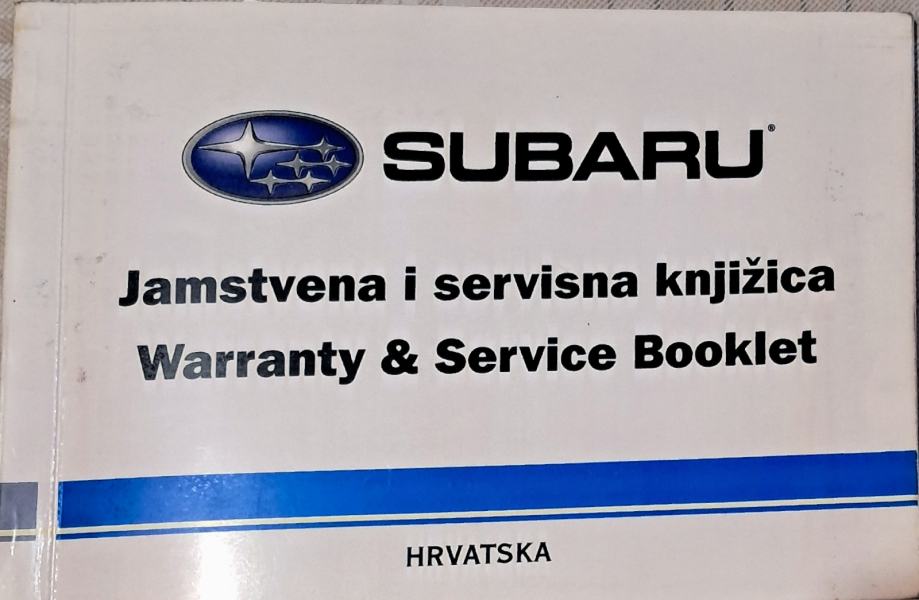 SUBARU®
Jamstvena i servisna knjižica
Warranty & Service Booklet
HRVATSKA